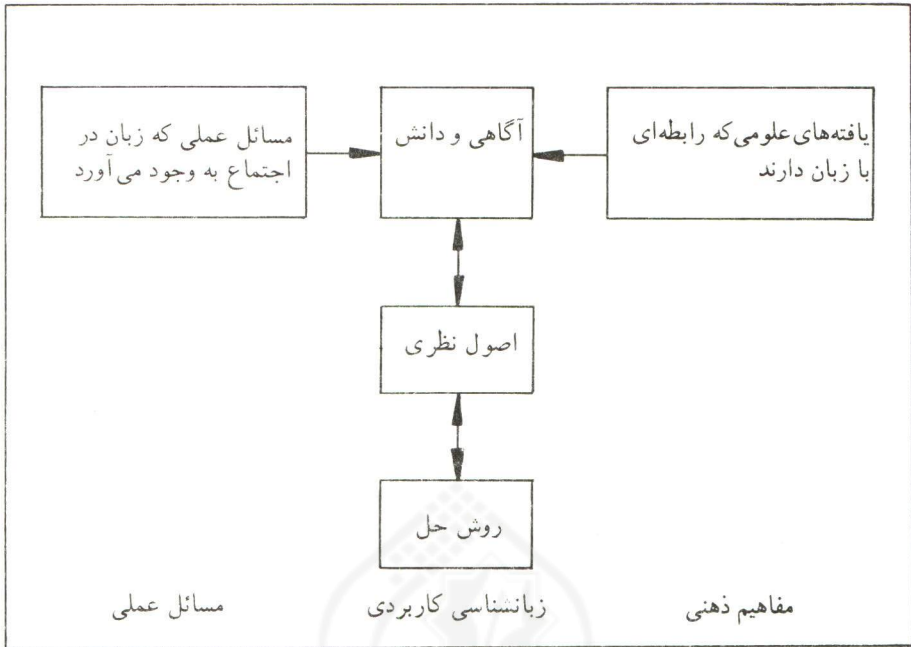 یافته‌های علومی که رابطه‌ای
با زبان دارند
آگاهی و دانش
مسائل عملی که زبان در
اجتماع به وجود می‌آورد
اصول نظری
روش حل
مفاهیم ذهنی
زبانشناسی کاربردی
مسائل عملی